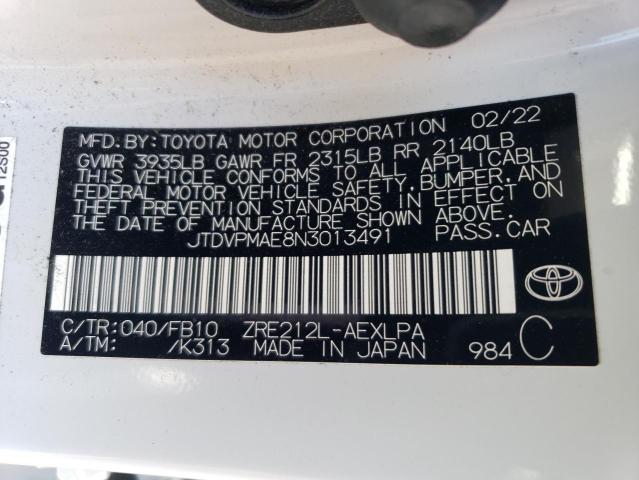 MFD.BY:TOYOTA MOTOR CORPORATION 02/22
GVWR 3935LB GAWR FR 2315LB RR 2140LB
THIS VEHICLE CONFORMS TO ALL APPLICABLE
FEDERAL MOTOR VEHICLE SAFETY,BUMPER,AND
THEFT PREVENTION STANDARDS IN EFFECT ON
THE DATE OF MANUFACTURE SHOWN ABOVE.
JTDVPMAE8N3013491 PASS.CAR
C/TR:040/FB10 ZRE212L-AEXLPA
A/TM: /K313 MADE IN JAPAN 984 C
12S00